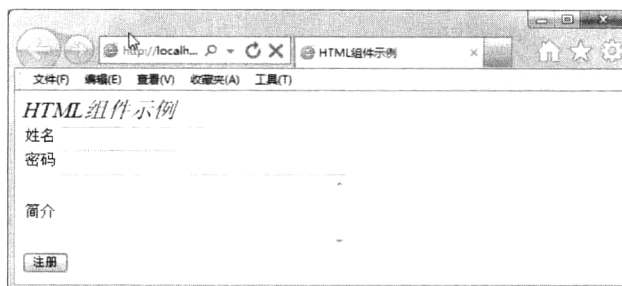 http://localh...
HTML组件示例
文件(F) 编辑(E) 查看(V) 收藏夹(A) 工具(T)
HTML组件示例
姓名
密码
简介
注册